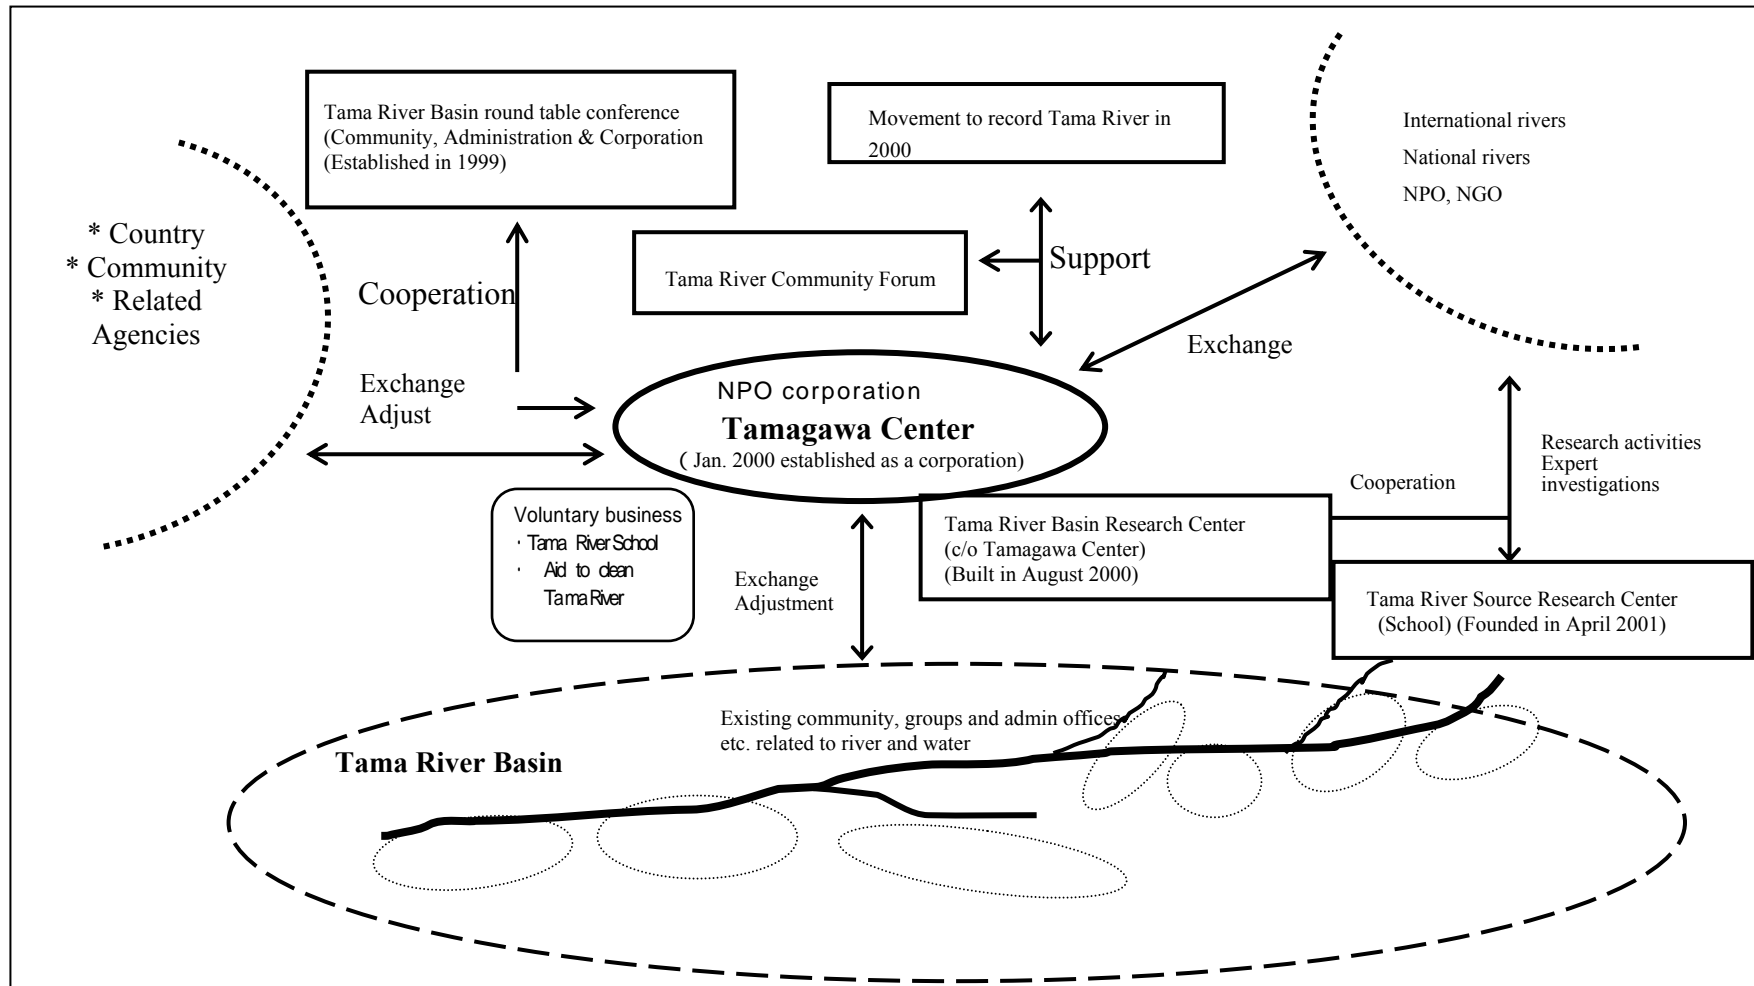 Tama River Basin round table conference
(Community, Administration & Corporation
(Established in 1999)
Movement to record Tama River in
2000
International rivers
National rivers
NPO, NGO
* Country
* Community
* Related
Agencies
Cooperation
Tama River Community Forum
Support
Exchange
Exchange
Adjust
NPO corporation
Tamagawa Center
( Jan. 2000 established as a corporation)
Research activities
Expert
investigations
Cooperation
Voluntary business
· Tama River School
· Aid to clean
Tama River
Exchange
Adjustment
Tama River Basin Research Center
(c/o Tamagawa Center)
(Built in August 2000)
Tama River Source Research Center
(School) (Founded in April 2001)
Existing community, groups and admin offices
etc. related to river and water
Tama River Basin